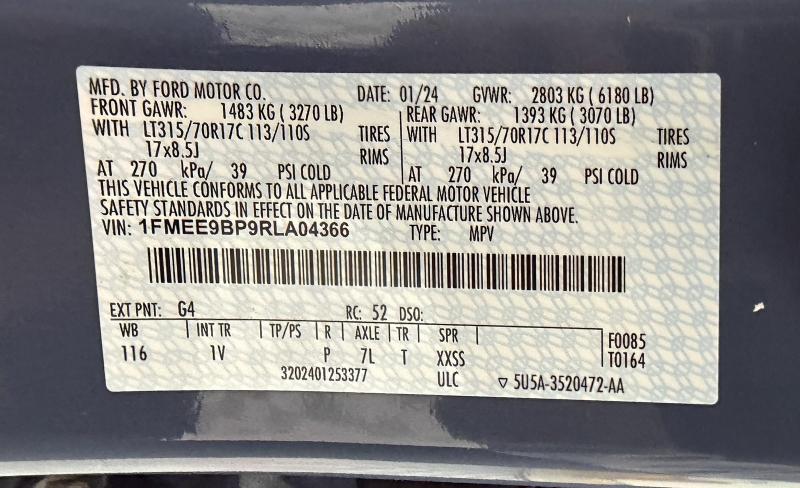 MFD. BY FORD MOTOR CO. DATE: 01/24 GVWR: 2803 KG ( 6180 LB)
FRONT GAWR: 1483 KG ( 3270 LB) REAR GAWR: 1393 KG ( 3070 LB)
WITH LT315/70R17C 113/110S TIRES WITH LT315/70R17C 113/110S TIRES
17x8.5J RIMS 17x8.5J RIMS
AT 270 kPa/ 39 PSI COLD AT 270 kPa/ 39 PSI COLD
THIS VEHICLE CONFORMS TO ALL APPLICABLE FEDERAL MOTOR VEHICLE
SAFETY STANDARDS IN EFFECT ON THE DATE OF MANUFACTURE SHOWN ABOVE.
VIN: 1FMEE9BP9RLA04366 TYPE: MPV
EXT PNT: G4 RC: 52 DSO:
WB INT TR TP/PS R AXLE TR SPR F0085
116 1V P 7L T XXSS T0164
3202401253377 ULC ▽ 5U5A-3520472-AA